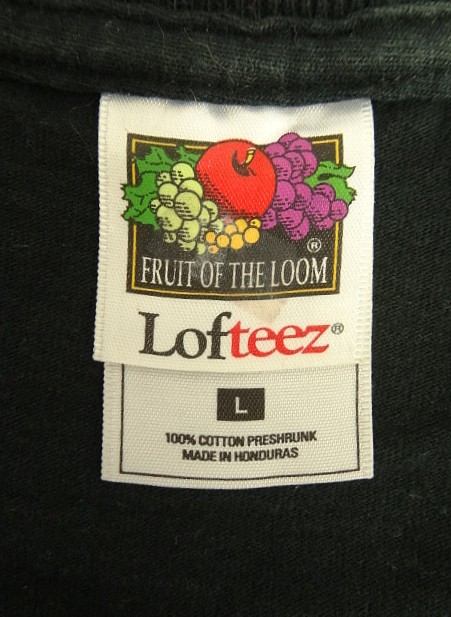 FRUIT OF THE LOOM ®
Lofteez®
L
100% COTTON PRESHRUNK
MADE IN HONDURAS